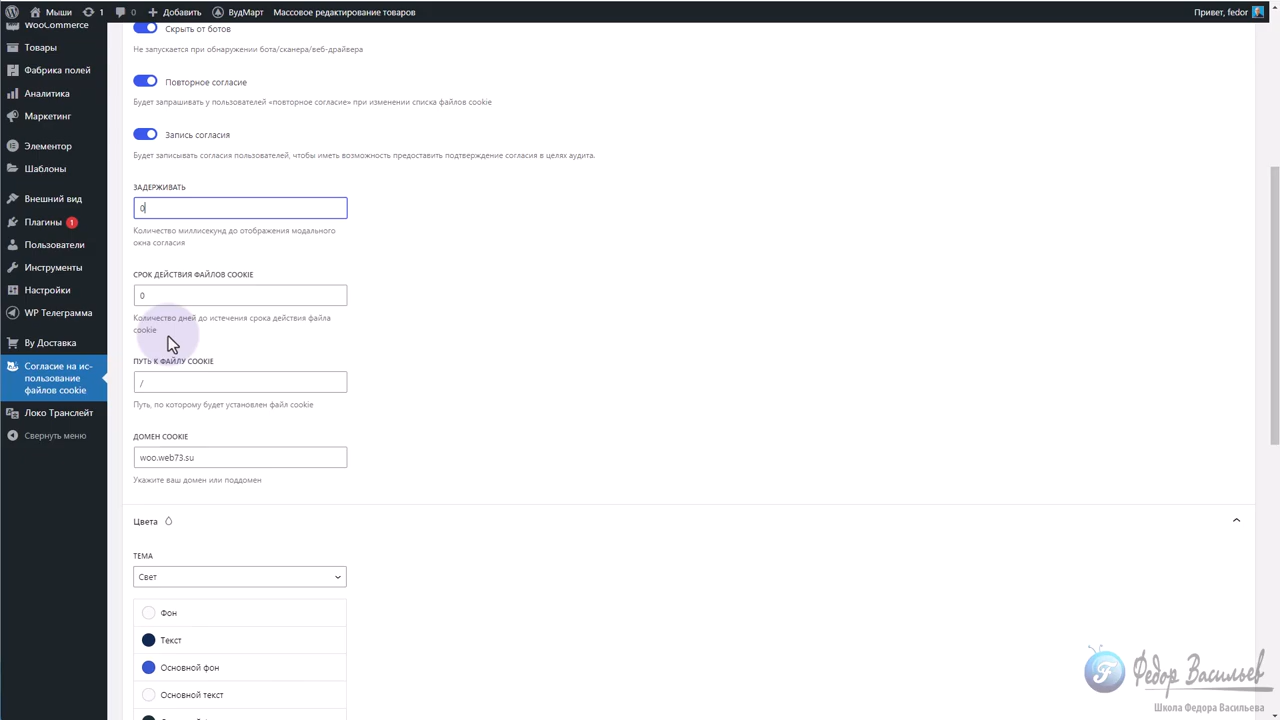 Мыши 1 0 Добавить ВудМарт Массовое редактирование товаров Привет, fedor
WooCommerce
Товары
Фабрика полей
Аналитика
Маркетинг
Элементор
Шаблоны
Внешний вид
Плагины 1
Пользователи
Инструменты
Настройки
WP Телеграмма
Ву Доставка
Согласие на ис-
пользование
файлов cookie
Локо Транслейт
Свернуть меню
Скрыть от ботов
Не запускается при обнаружении бота/сканера/веб-драйвера
Повторное согласие
Будет запрашивать у пользователей «повторное согласие» при изменении списка файлов cookie
Запись согласия
Будет записывать согласия пользователей, чтобы иметь возможность предоставить подтверждение согласия в целях аудита.
ЗАДЕРЖИВАТЬ
0
Количество миллисекунд до отображения модального
окна согласия
СРОК ДЕЙСТВИЯ ФАЙЛОВ COOKIE
0
Количество дней до истечения срока действия файла
cookie
ПУТЬ К ФАЙЛУ COOKIE
/
Путь, по которому будет установлен файл cookie
ДОМЕН COOKIE
woo.web73.su
Укажите ваш домен или поддомен
Цвета
ТЕМА
Свет
Фон
Текст
Основной фон
Основной текст
Федор Васильев
Школа Федора Васильева